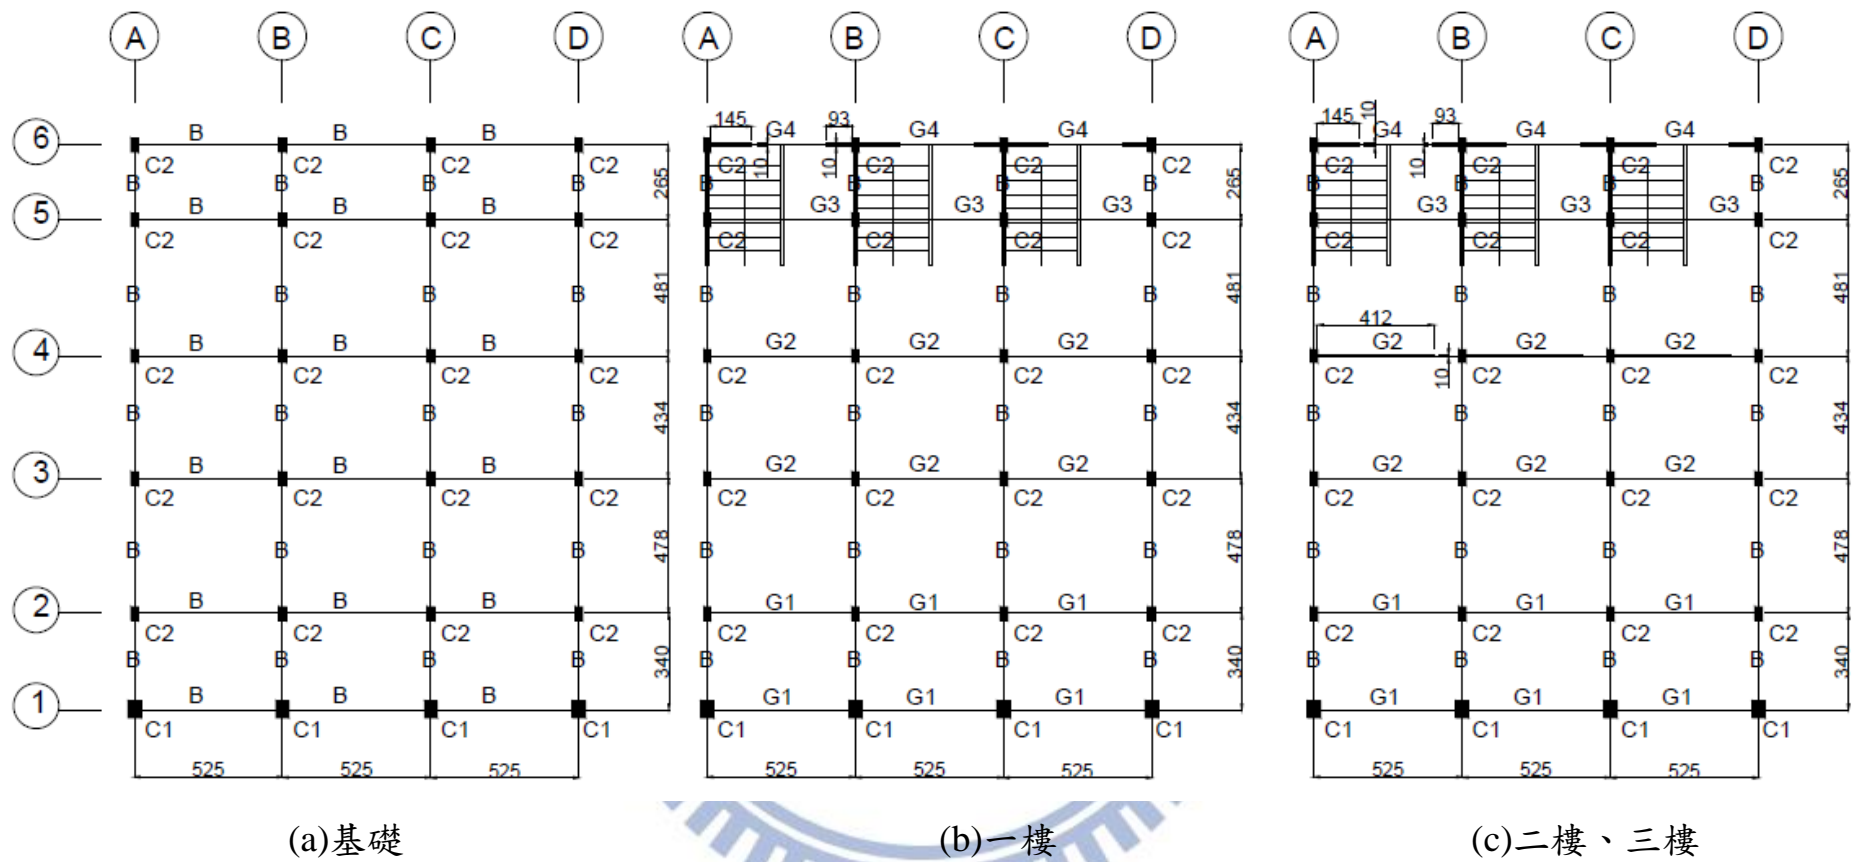 A B C D A B C D A B C D
145 93 G4 G4 G4 145 10 G4 93 G4 G4
6 B B B
C2 C2 C2 C2 C2 10 10 C2 C2 C2 C2 10 C2 C2 C2
B B B B 265 B B B B 265 B B B B 265
5 B B B G3 G3 G3 G3 G3 G3
C2 C2 C2 C2 C2 C2 C2 C2 C2 C2 C2 C2
B B B B 481 B B B B 481 B B B B 481
412
4 B B B G2 G2 G2 G2 G2 G2
C2 C2 C2 C2 C2 C2 C2 C2 C2 10 C2 C2 C2
B B B B 434 B B B B 434 B B B B 434
3 B B B G2 G2 G2 G2 G2 G2
C2 C2 C2 C2 C2 C2 C2 C2 C2 C2 C2 C2
B B B B 478 B B B B 478 B B B B 478
2 B B B G1 G1 G1 G1 G1 G1
C2 C2 C2 C2 C2 C2 C2 C2 C2 C2 C2 C2
B B B B 340 B B B B 340 B B B B 340
1 B B B G1 G1 G1 G1 G1 G1
C1 C1 C1 C1 C1 C1 C1 C1 C1 C1 C1 C1
525 525 525 525 525 525 525 525 525
(a)基礎 (b)一樓 (c)二樓、三樓